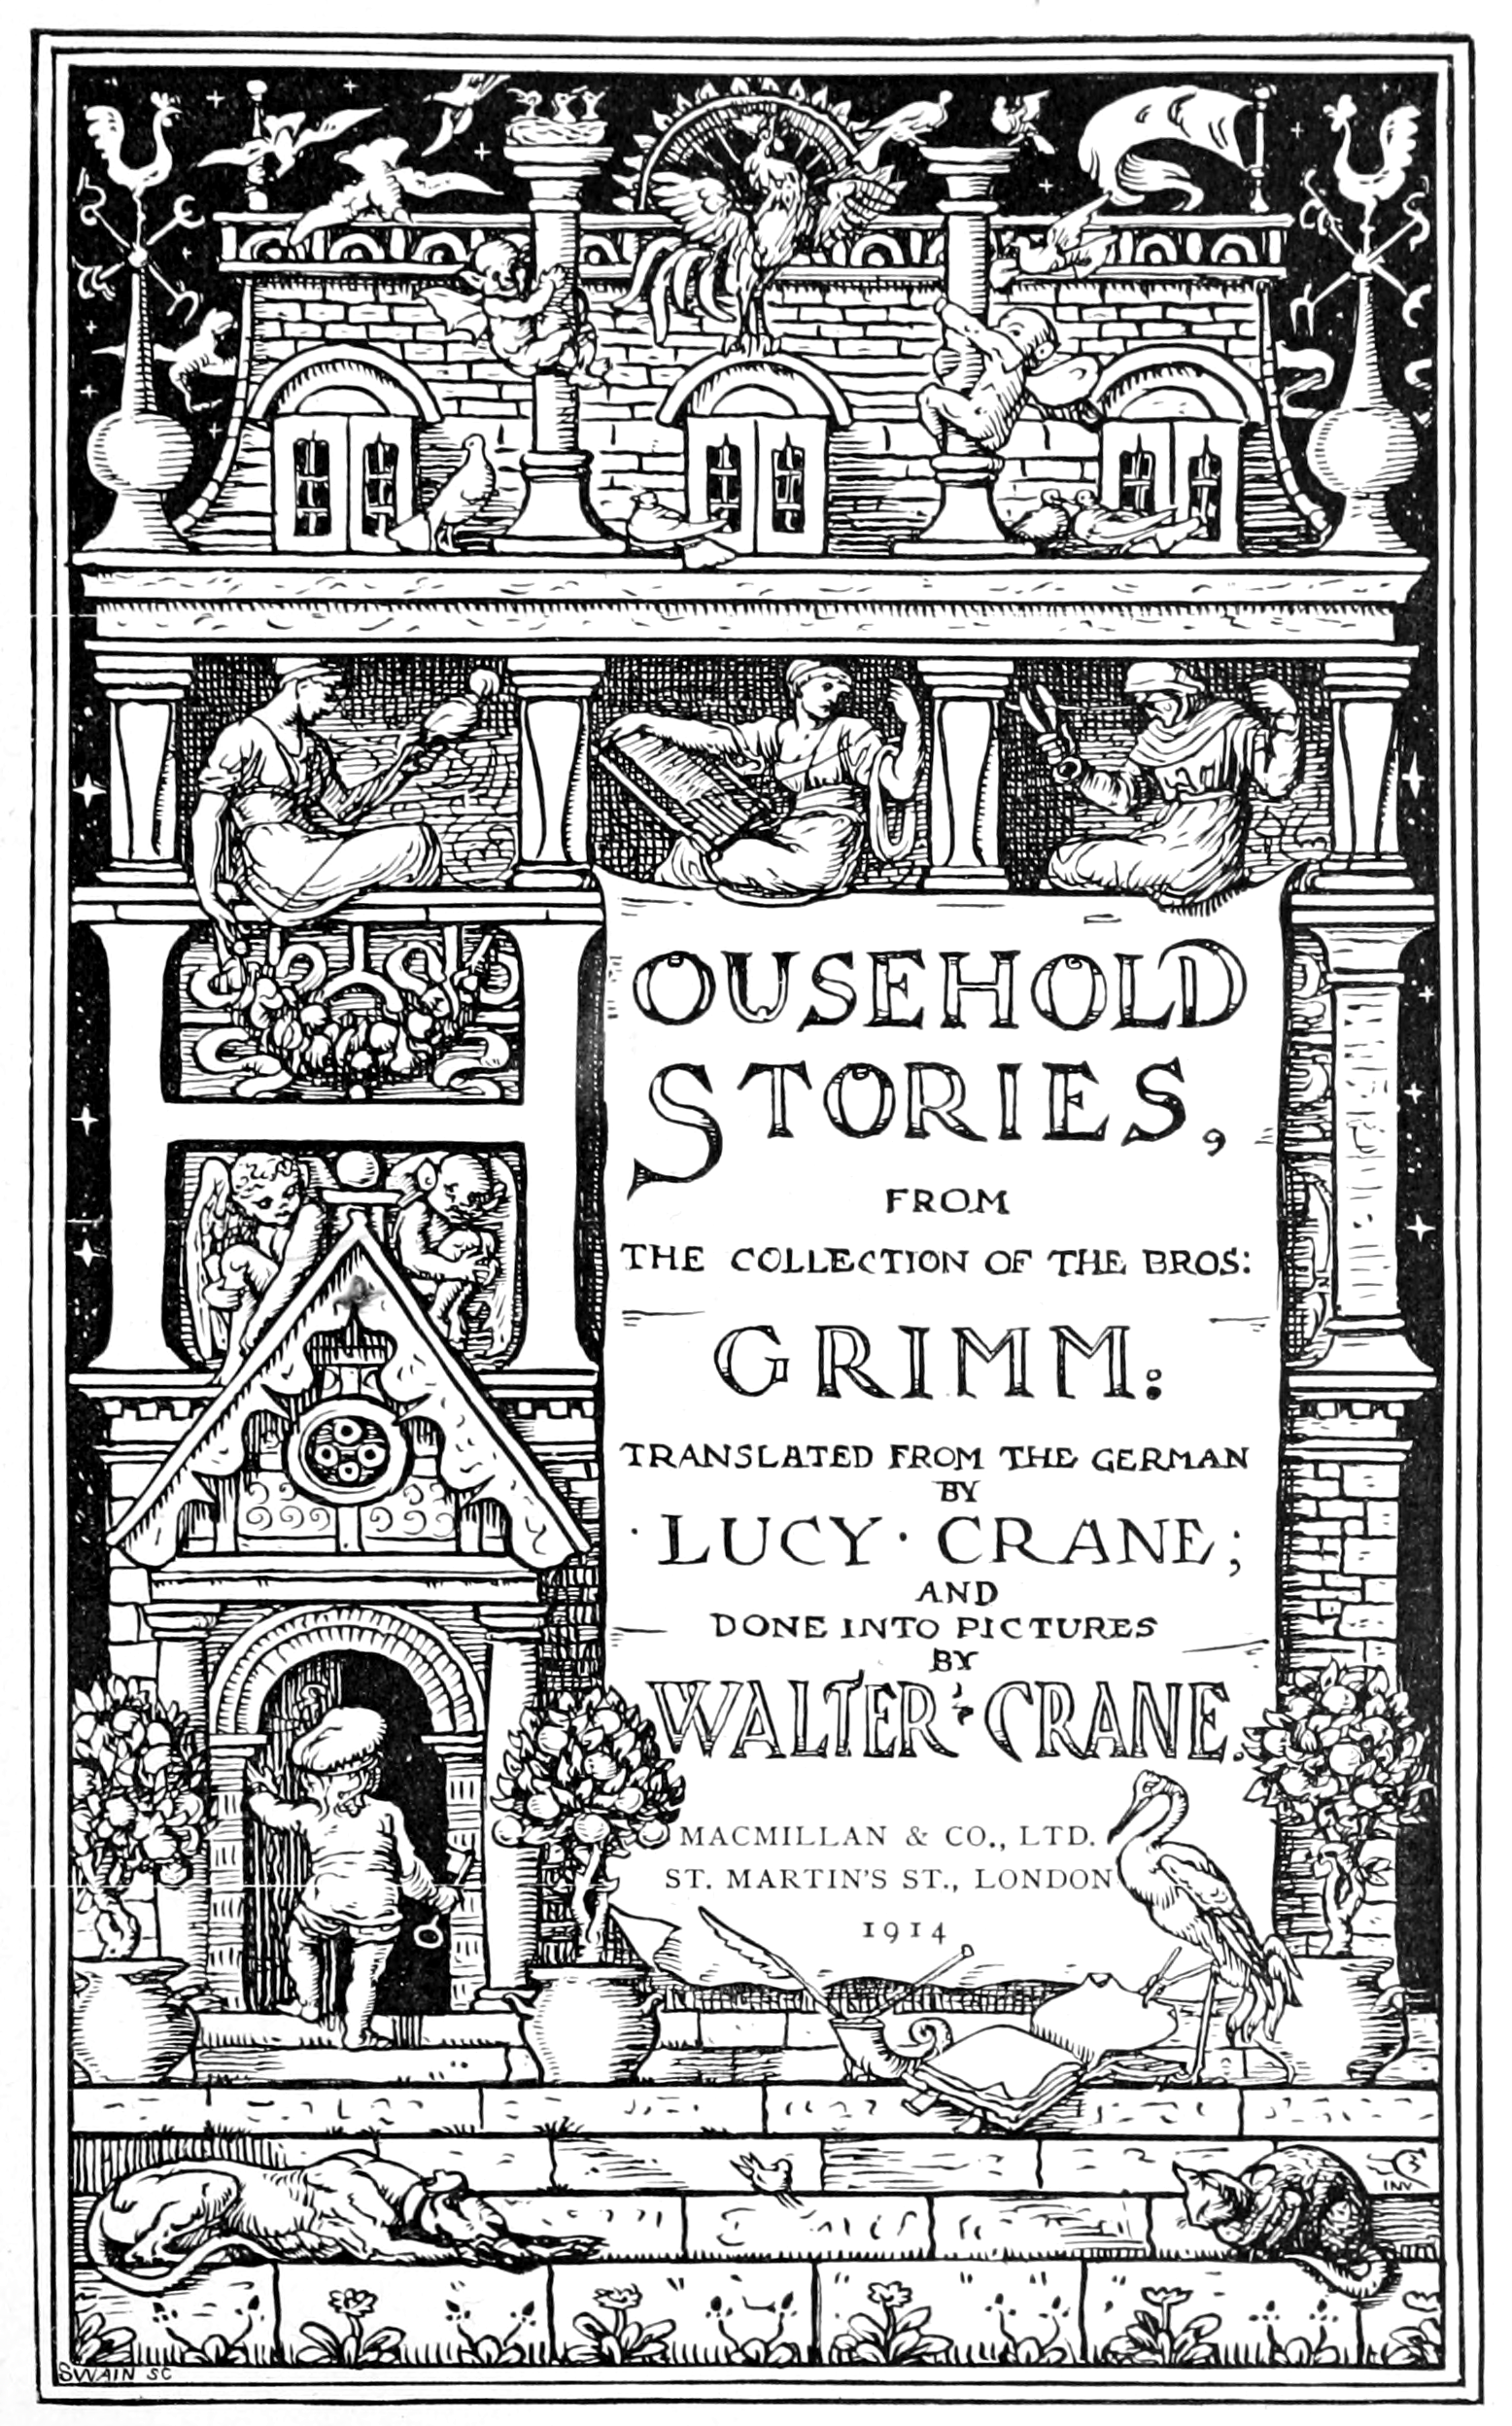 HOUSEHOLD
STORIES,
FROM
THE COLLECTION OF THE BROS:
GRIMM:
TRANSLATED FROM THE GERMAN
BY
· LUCY · CRANE;
AND
DONE INTO PICTURES
BY
WALTER CRANE.
MACMILLAN & CO., LTD.
ST. MARTIN'S ST., LONDON
1914
INV
SWAIN SC